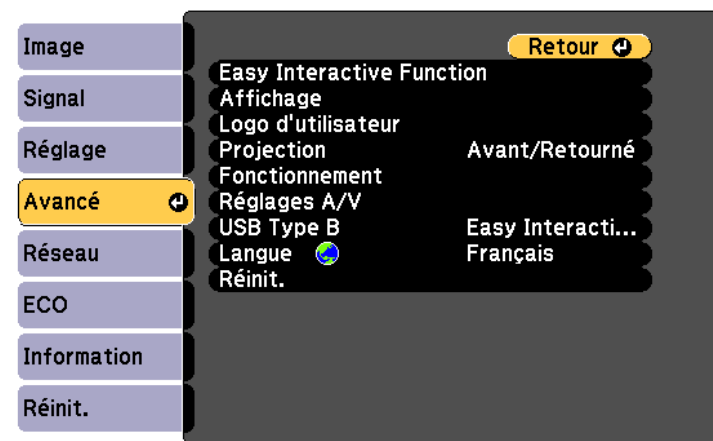 Image
Signal
Réglage
Avancé
Réseau
ECO
Information
Réinit.
Retour
Easy Interactive Function
Affichage
Logo d'utilisateur
Projection Avant/Retourné
Fonctionnement
Réglages A/V
USB Type B Easy Interacti...
Langue Français
Réinit.